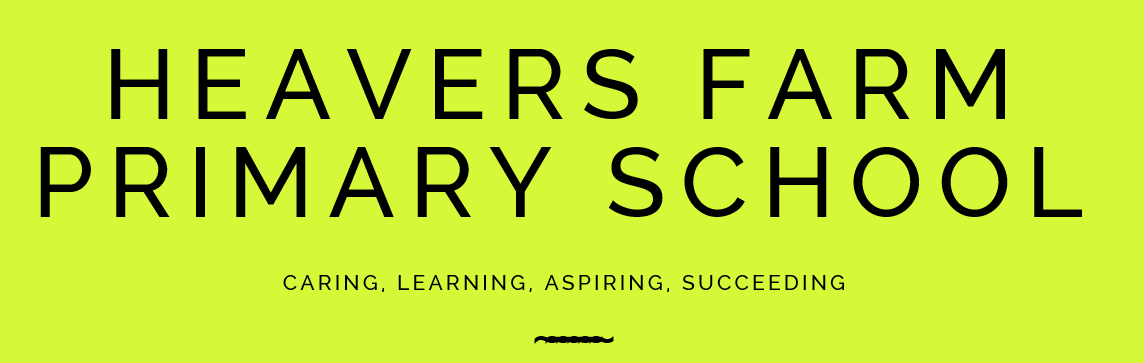 HEAVERS FARM
PRIMARY SCHOOL
CARING, LEARNING, ASPIRING, SUCCEEDING